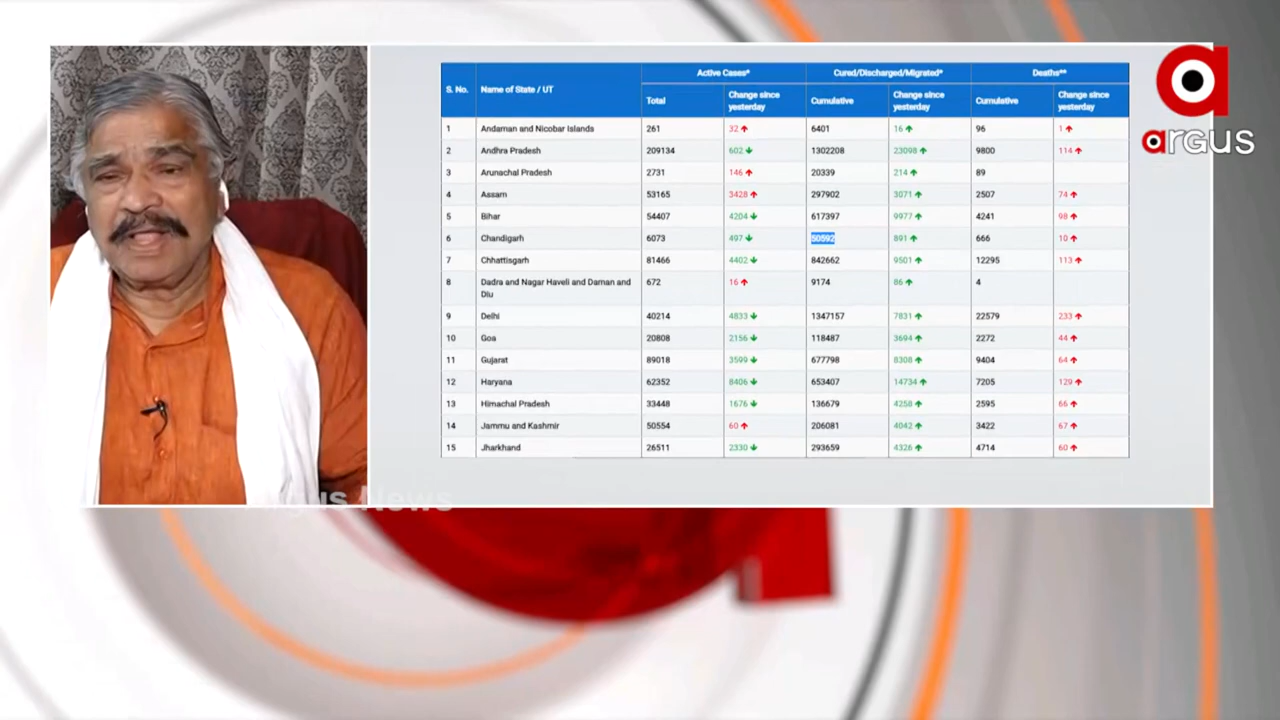 argus
Active Cases* Cured/Discharged/Migrated* Deaths**
S. No. Name of State / UT
Total Change since yesterday Cumulative Change since yesterday Cumulative Change since yesterday
1 Andaman and Nicobar Islands 261 32 ↑ 6401 16 ↑ 96 1 ↑
2 Andhra Pradesh 209134 602 ↓ 1302208 23098 ↑ 9800 114 ↑
3 Arunachal Pradesh 2731 146 ↑ 20339 214 ↑ 89
4 Assam 53165 3428 ↑ 297902 3071 ↑ 2507 74 ↑
5 Bihar 54407 4204 ↓ 617397 9977 ↑ 4241 98 ↑
6 Chandigarh 6073 497 ↓ 50592 891 ↑ 666 10 ↑
7 Chhattisgarh 81466 4402 ↓ 842662 9501 ↑ 12295 113 ↑
8 Dadra and Nagar Haveli and Daman and Diu 672 16 ↑ 9174 86 ↑ 4
9 Delhi 40214 4833 ↓ 1347157 7831 ↑ 22579 233 ↑
10 Goa 20808 2156 ↓ 118487 3694 ↑ 2272 44 ↑
11 Gujarat 89018 3599 ↓ 677798 8308 ↑ 9404 64 ↑
12 Haryana 62352 8406 ↓ 653407 14734 ↑ 7205 129 ↑
13 Himachal Pradesh 33448 1676 ↓ 136679 4258 ↑ 2595 66 ↑
14 Jammu and Kashmir 50554 60 ↑ 206081 4042 ↑ 3422 67 ↑
15 Jharkhand 26511 2330 ↓ 293659 4326 ↑ 4714 60 ↑
Argus News